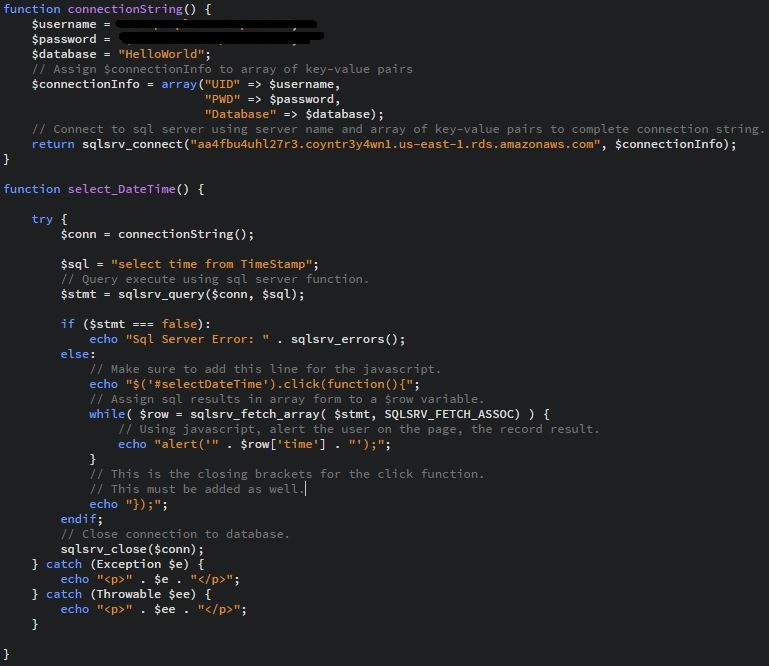 function connectionString() {
    $username =
    $password =
    $database = "HelloWorld";
    // Assign $connectionInfo to array of key-value pairs
    $connectionInfo = array("UID" => $username,
                            "PWD" => $password,
                            "Database" => $database);
    // Connect to sql server using server name and array of key-value pairs to complete connection string.
    return sqlsrv_connect("aa4fbu4uhl27r3.coyntr3y4wn1.us-east-1.rds.amazonaws.com", $connectionInfo);
}

function select_DateTime() {

    try {
        $conn = connectionString();

        $sql = "select time from TimeStamp";
        // Query execute using sql server function.
        $stmt = sqlsrv_query($conn, $sql);

        if ($stmt === false):
            echo "Sql Server Error: " . sqlsrv_errors();
        else:
            // Make sure to add this line for the javascript.
            echo "$('#selectDateTime').click(function(){";
            // Assign sql results in array form to a $row variable.
            while( $row = sqlsrv_fetch_array( $stmt, SQLSRV_FETCH_ASSOC) ) {
                // Using javascript, alert the user on the page, the record result.
                echo "alert('" . $row['time'] . "');";
            }
            // This is the closing brackets for the click function.
            // This must be added as well.
            echo "});";
        endif;
        // Close connection to database.
        sqlsrv_close($conn);
    } catch (Exception $e) {
        echo "<p>" . $e . "</p>";
    } catch (Throwable $ee) {
        echo "<p>" . $ee . "</p>";
    }

}